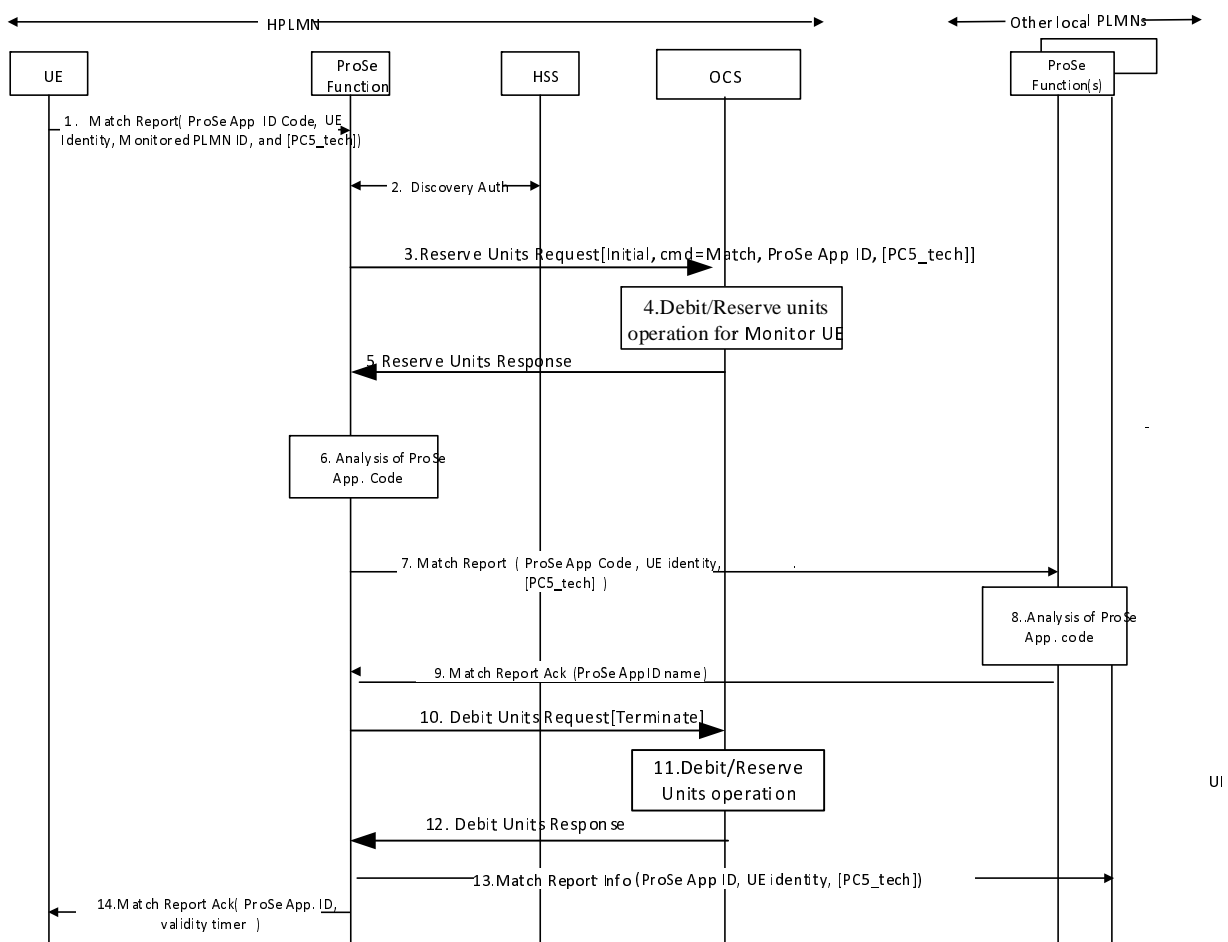 HPLMN
Other local PLMNs
UE
ProSe
Function
HSS
OCS
ProSe
Function(s)
1. Match Report( ProSe App ID Code, UE
Identity, Monitored PLMN ID, and [PC5_tech])
2. Discovery Auth
3.Reserve Units Request[Initial, cmd=Match, ProSe App ID, [PC5_tech]]
4.Debit/Reserve units
operation for Monitor UE
5.Reserve Units Response
6. Analysis of ProSe
App. Code
7. Match Report ( ProSe App Code , UE identity,
[PC5_tech] )
8..Analysis of ProSe
App. code
9. Match Report Ack (ProSe App ID name)
10. Debit Units Request[Terminate]
11.Debit/Reserve
Units operation
12. Debit Units Response
13.Match Report Info (ProSe App ID, UE identity, [PC5_tech])
14.Match Report Ack( ProSe App. ID,
validity timer )